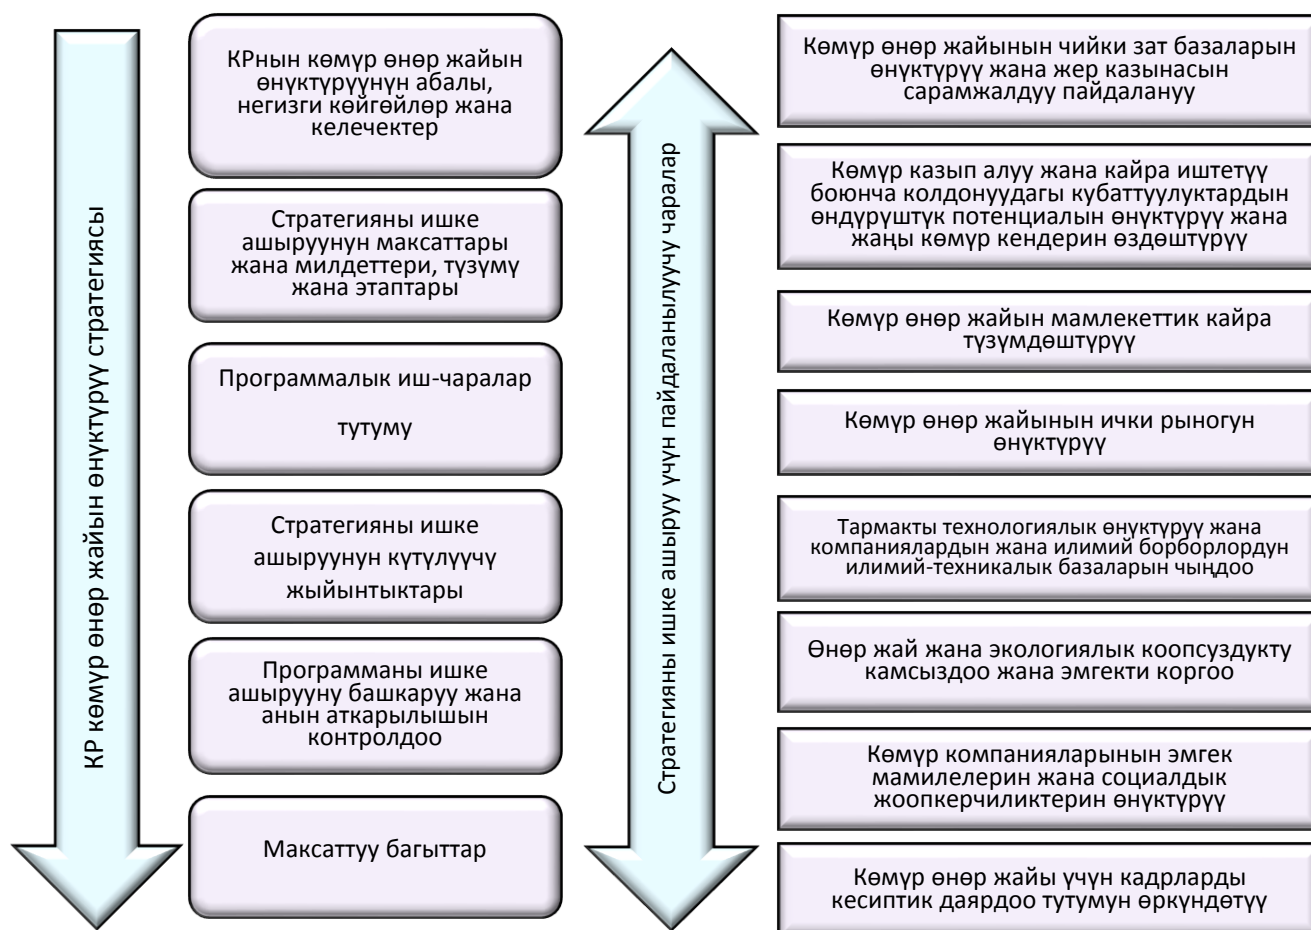 КР көмүр өнөр жайын өнүктүрүү стратегиясы
КРнын көмүр өнөр жайын
өнүктүрүүнүн абалы,
негизги көйгөйлөр жана
келечектер
Стратегияны ишке
ашыруунун максаттары
жана милдеттери, түзүмү
жана этаптары
Программалык иш-чаралар
тутуму
Стратегияны ишке
ашыруунун күтүлүүчү
жыйынтыктары
Программаны ишке
ашырууну башкаруу жана
анын аткарылышын
контролдоо
Максаттуу багыттар
Стратегияны ишке ашыруу үчүн пайдаланылуучу чаралар
Көмүр өнөр жайынын чийки зат базаларын
өнүктүрүү жана жер казынасын
сарамжалдуу пайдалануу
Көмүр казып алуу жана кайра иштетүү
боюнча колдонуудагы кубаттуулуктардын
өндүрүштүк потенциалын өнүктүрүү жана
жаңы көмүр кендерин өздөштүрүү
Көмүр өнөр жайын мамлекеттик кайра
түзүмдөштүрүү
Көмүр өнөр жайынын ички рыногун
өнүктүрүү
Тармакты технологиялык өнүктүрүү жана
компаниялардын жана илимий борборлордун
илимий-техникалык базаларын чыңдоо
Өнөр жай жана экологиялык коопсуздукту
камсыздоо жана эмгекти коргоо
Көмүр компанияларынын эмгек
мамилелерин жана социалдык
жоопкерчиликтерин өнүктүрүү
Көмүр өнөр жайы үчүн кадрларды
кесиптик даярдоо тутумун өркүндөтүү